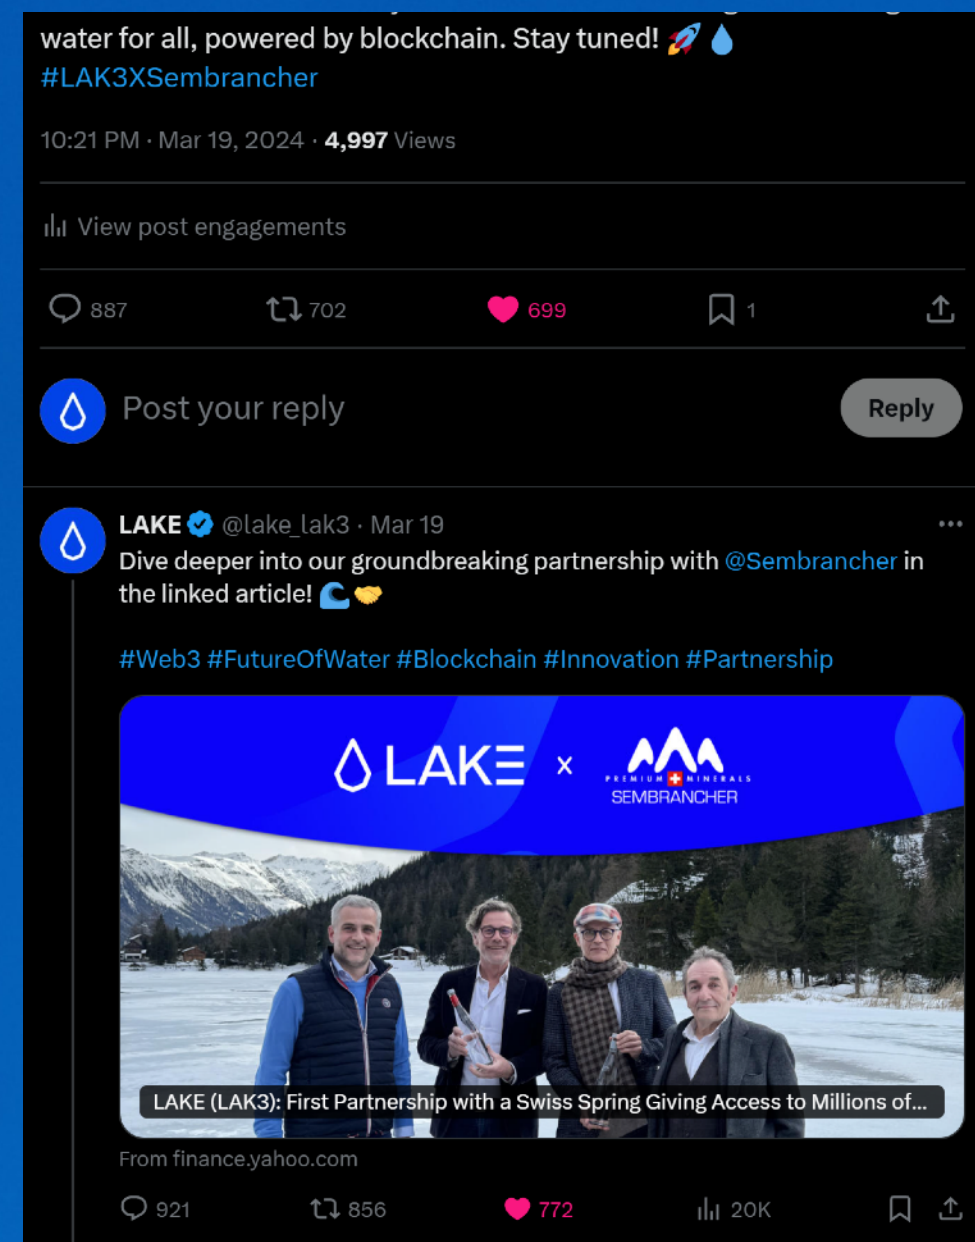 water for all, powered by blockchain. Stay tuned! 🚀 💧
#LAK3XSembrancher
10:21 PM · Mar 19, 2024 · 4,997 Views
View post engagements
887 702 699 1
Post your reply
Reply
LAKE @lake_lak3 · Mar 19
Dive deeper into our groundbreaking partnership with @Sembrancher in
the linked article! 🌊🤝
#Web3 #FutureOfWater #Blockchain #Innovation #Partnership
LAKE x
PREMIUM MINERALS
SEMBRANCHER
LAKE (LAK3): First Partnership with a Swiss Spring Giving Access to Millions of...
From finance.yahoo.com
921 856 772 20K